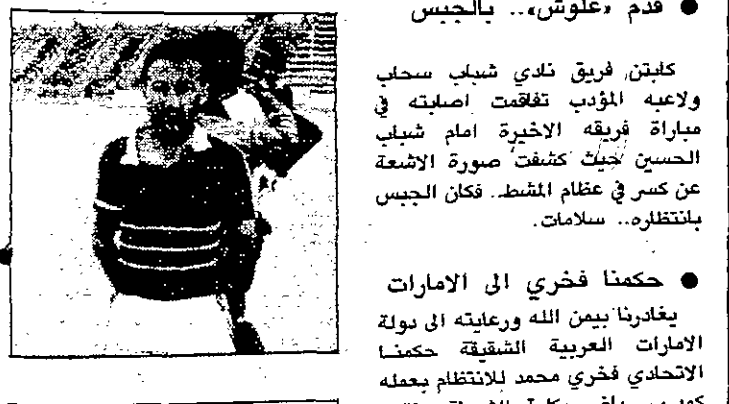 ● قدم «علوش».. بالجبس
كابتن فريق نادي شباب سحاب
ولاعبه المؤدب تفاقمت اصابته في
مباراة فريقه الاخيرة امام شباب
الحسين حيث كشفت صورة الاشعة
عن كسر في عظام المشط. فكان الجبس
بانتظاره.. سلامات.
● حكمنا فخري الى الامارات
يغادرنا بيمن الله ورعايته الى دولة
الامارات العربية الشقيقة حكمنا
الاتحادي فخري محمد للانتظام بعمله